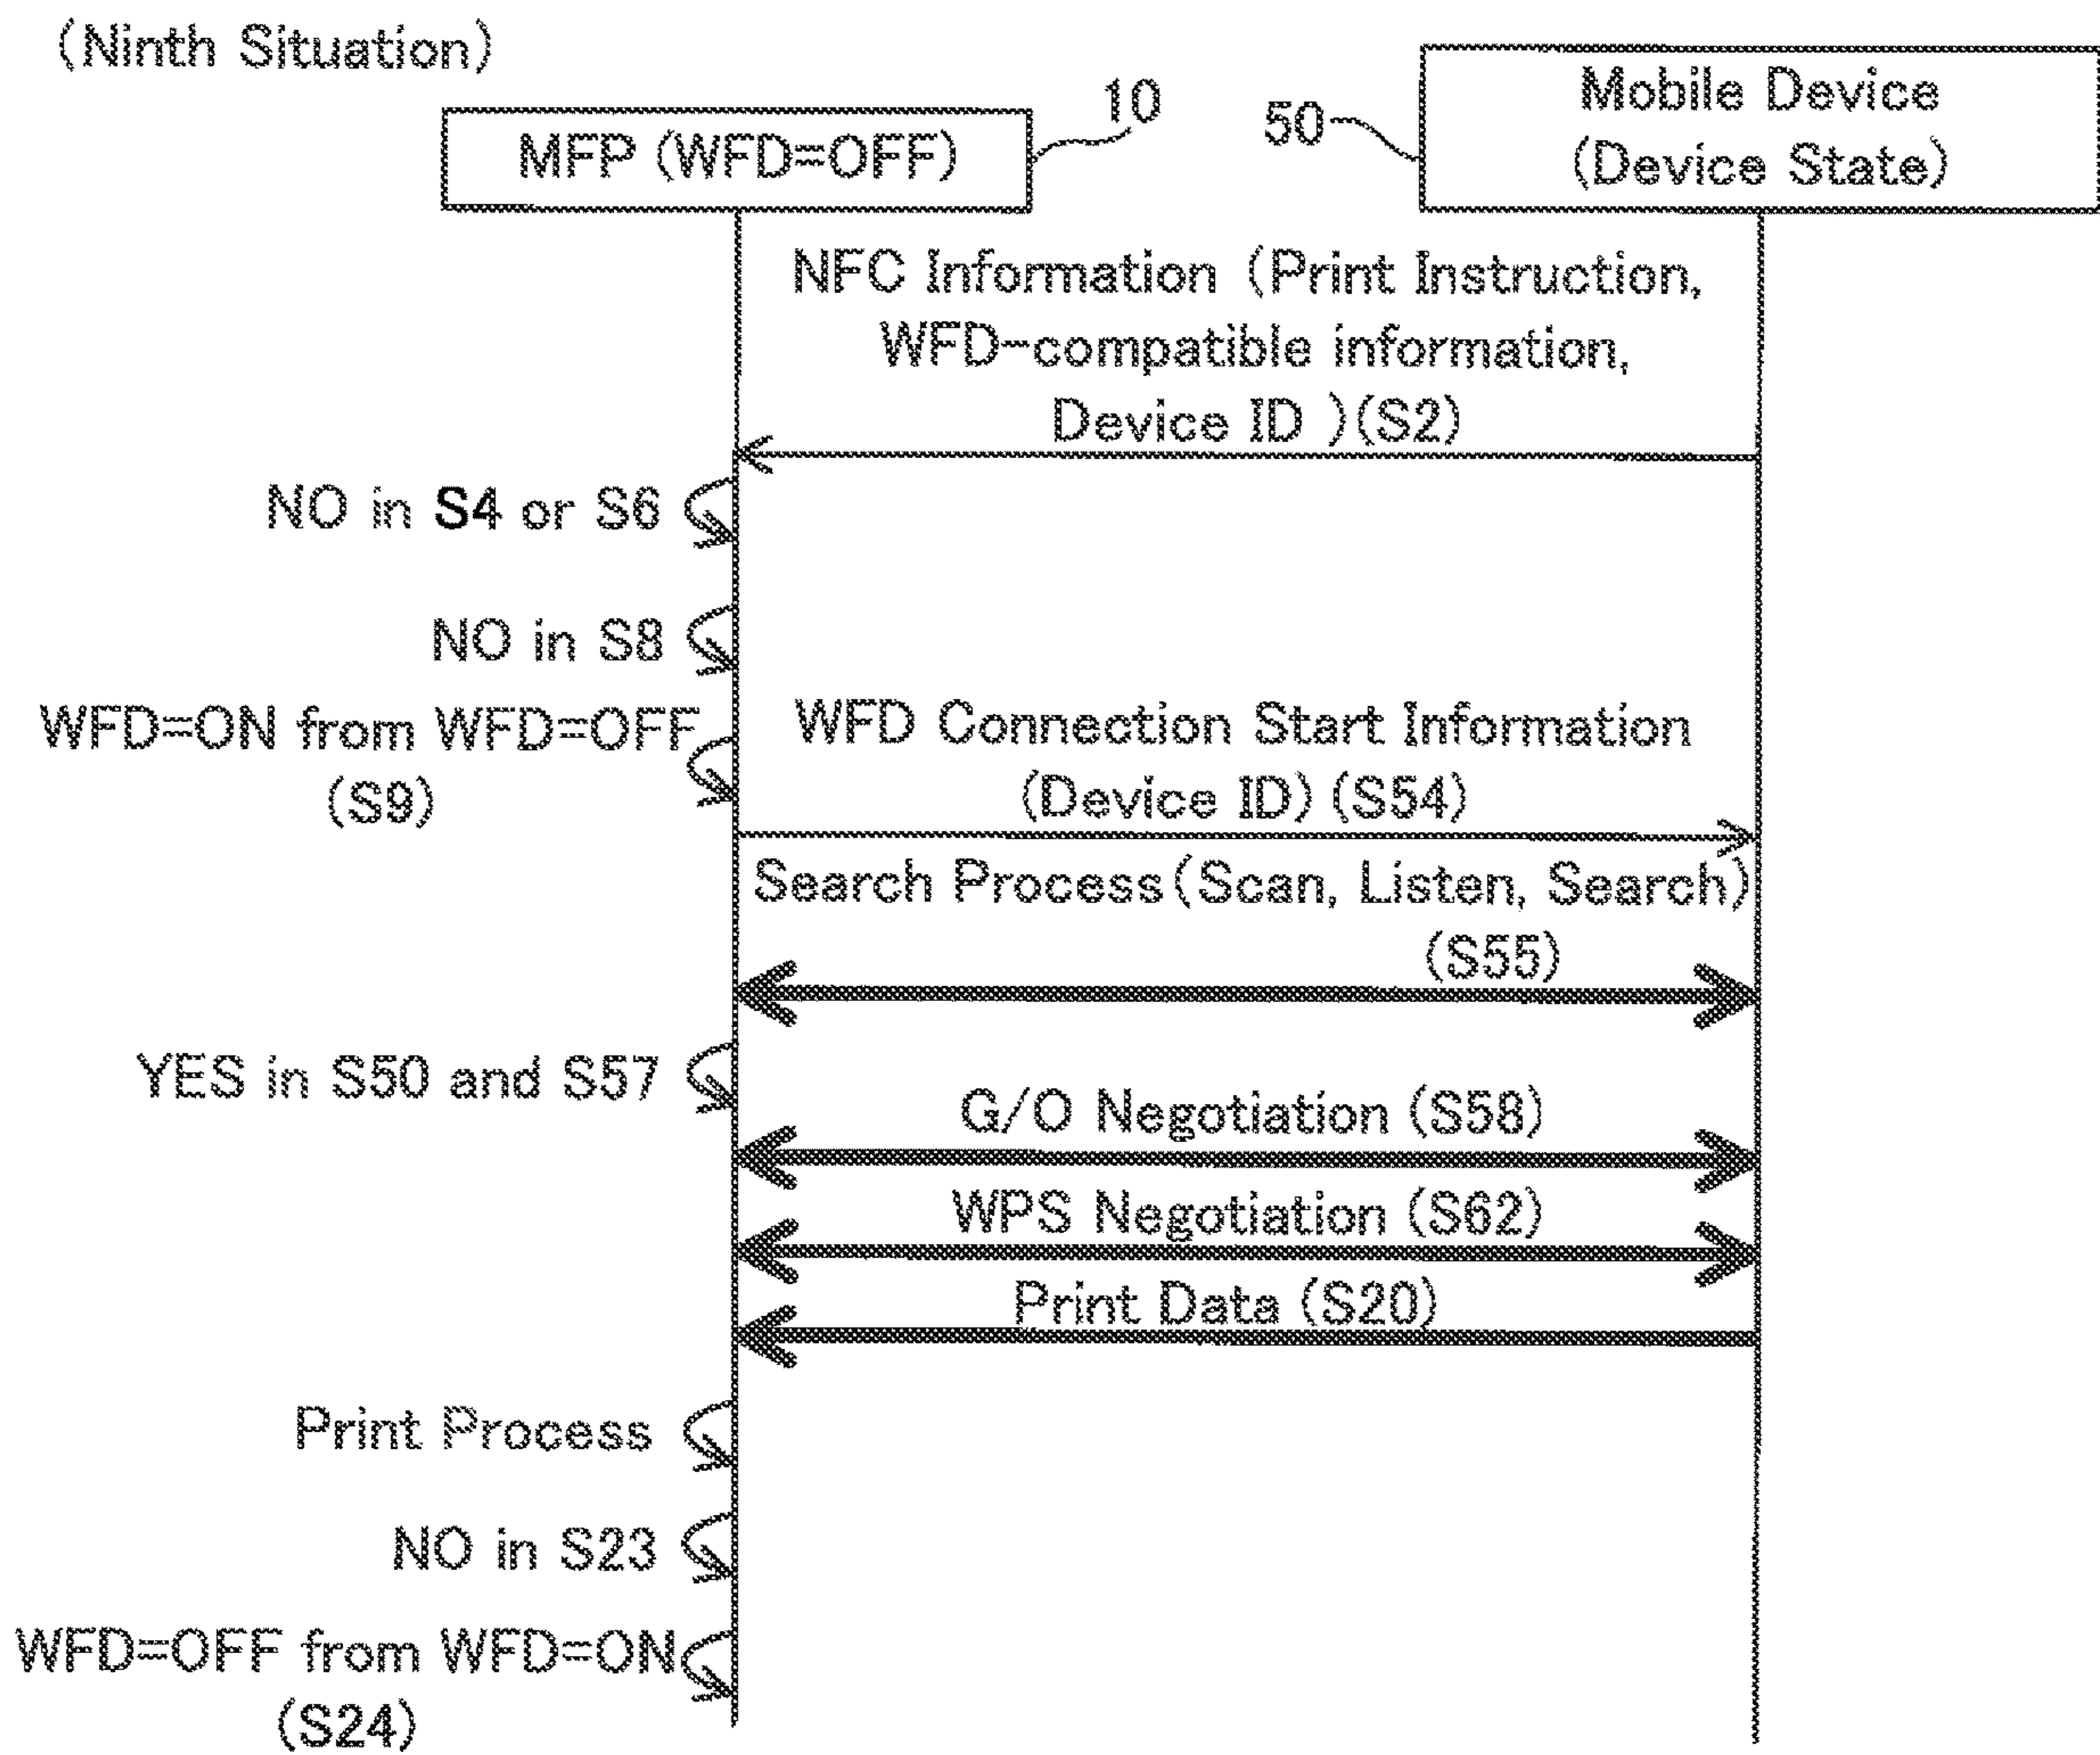 (Ninth Situation)
10
50
MFP (WFD=OFF)
Mobile Device
(Device State)
NFC Information (Print Instruction,
WFD-compatible information,
Device ID )(S2)
NO in S4 or S6
NO in S8
WFD=ON from WFD=OFF
(S9)
WFD Connection Start Information
(Device ID) (S54)
Search Process(Scan, Listen, Search)
(S55)
YES in S50 and S57
G/O Negotiation (S58)
WPS Negotiation (S62)
Print Data (S20)
Print Process
NO in S23
WFD=OFF from WFD=ON
(S24)